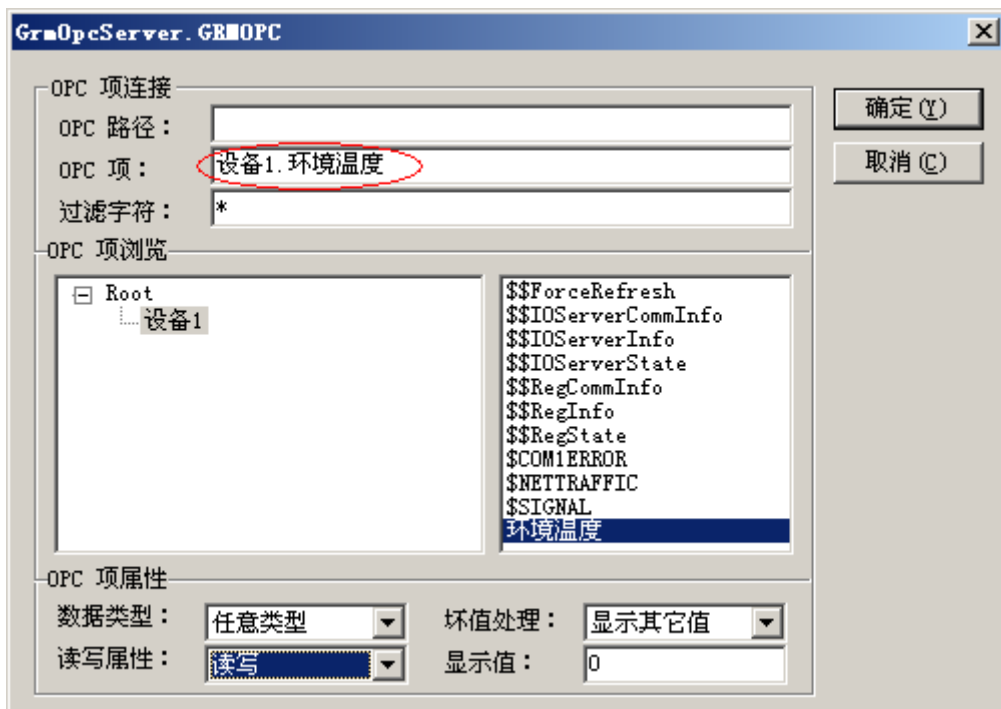 GrmOpcServer.GRMOPC
OPC 项连接
OPC 路径：
OPC 项： 设备1.环境温度
过滤字符： *
确定(Y)
取消(C)
OPC 项浏览
Root
设备1
$$ForceRefresh
$$IOServerCommInfo
$$IOServerInfo
$$IOServerState
$$RegCommInfo
$$RegInfo
$$RegState
$COM1ERROR
$NETTRAFFIC
$SIGNAL
环境温度
OPC 项属性
数据类型： 任意类型 坏值处理： 显示其它值
读写属性： 读写 显示值： 0